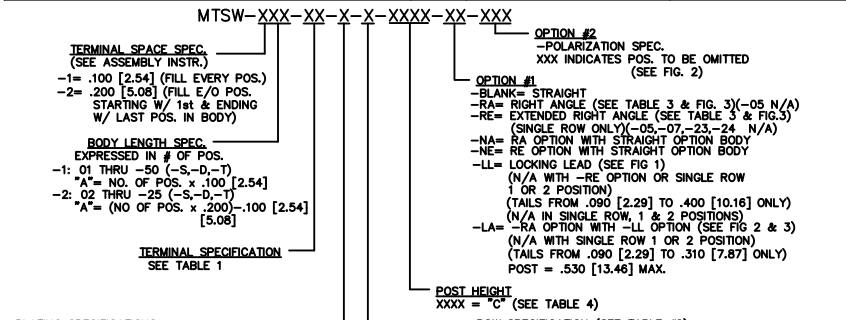 MTSW-XXX-XX-X-X-XXXX-XX-XXX
OPTION #2
-POLARIZATION SPEC.
XXX INDICATES POS. TO BE OMITTED
(SEE FIG. 2)
TERMINAL SPACE SPEC.
(SEE ASSEMBLY INSTR.)
-1= .100 [2.54] (FILL EVERY POS.)
-2= .200 [5.08] (FILL E/O POS.
STARTING W/ 1st & ENDING
W/ LAST POS. IN BODY)
OPTION #1
-BLANK= STRAIGHT
-RA= RIGHT ANGLE (SEE TABLE 3 & FIG. 3)(-05 N/A)
-RE= EXTENDED RIGHT ANGLE (SEE TABLE 3 & FIG.3)
(SINGLE ROW ONLY)(-05,-07,-23,-24 N/A)
-NA= RA OPTION WITH STRAIGHT OPTION BODY
-NE= RE OPTION WITH STRAIGHT OPTION BODY
-LL= LOCKING LEAD (SEE FIG 1)
(N/A WITH -RE OPTION OR SINGLE ROW
1 OR 2 POSITION)
(TAILS FROM .090 [2.29] TO .400 [10.16] ONLY)
(N/A IN SINGLE ROW, 1 & 2 POSITIONS)
-LA= -RA OPTION WITH -LL OPTION (SEE FIG 2 & 3)
(N/A WITH SINGLE ROW 1 OR 2 POSITION)
(TAILS FROM .090 [2.29] TO .310 [7.87] ONLY)
POST = .530 [13.46] MAX.
BODY LENGTH SPEC.
EXPRESSED IN # OF POS.
-1: 01 THRU -50 (-S,-D,-T)
"A"= NO. OF POS. x .100 [2.54]
-2: 02 THRU -25 (-S,-D,-T)
"A"= (NO OF POS. x .200)-.100 [2.54]
[5.08]
TERMINAL SPECIFICATION
SEE TABLE 1
POST HEIGHT
XXXX = "C" (SEE TABLE 4)